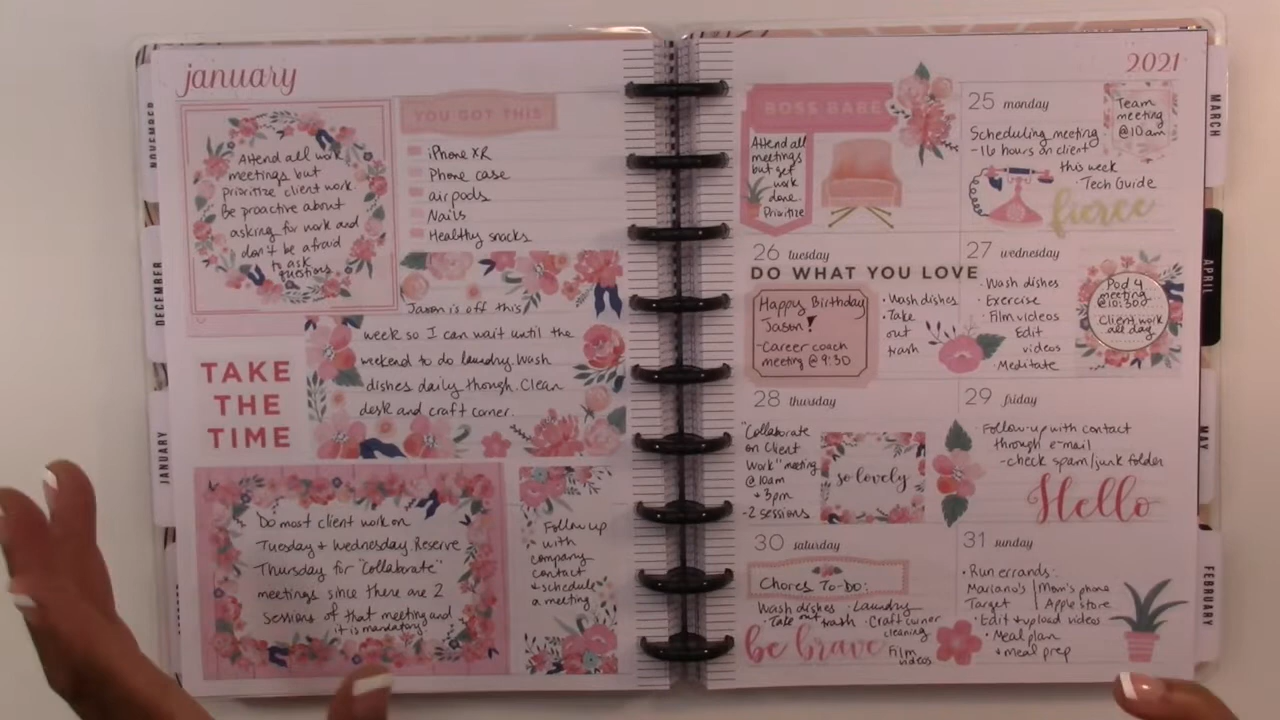 january
Attend all work
meetings but
prioritize client work.
Be proactive about
asking for work and
don't be afraid
to ask
questions.
YOU GOT THIS
iPhone XR
Phone case
air pods
Nails
Healthy snacks
Jason is off this
week so I can wait until the
weekend to do laundry. Wash
dishes daily though. Clean
desk and craft corner.
TAKE
THE
TIME
Do most client work on
Tuesday + Wednesday. Reserve
Thursday for "Collaborate"
meetings since there are 2
sessions of that meeting and
it is mandatory.
Follow up
with
company
contact
+ schedule
a meeting
NOVEMBER
DECEMBER
JANUARY
2021
BOSS BABE
Attend all
meetings
but get
work
done.
Prioritize
25 monday
Team
meeting
@10am
Scheduling meeting
-16 hours on client
this week
· Tech Guide
fierce
26 tuesday
DO WHAT YOU LOVE
Happy Birthday
Jason!
-Career coach
meeting @ 9:30
· Wash dishes
· Take
out
trash
27 wednesday
· Wash dishes
· Exercise
· Film videos
Edit
videos
· Meditate
Pod 4
meeting
@10:300
Client work
all day
28 thursday
"Collaborate
on Client
Work" meeting
@10am
+ 3pm
-2 sessions
so lovely
29 friday
· Follow-up with contact
through e-mail
-check spam/junk folder
Hello
30 saturday
Chores To-Do:
Wash dishes · Laundry
· Take out trash · Craft corner
cleaning
be brave
Film
videos
31 sunday
· Run errands:
Mariano's | Mom's phone
Target | Apple store
· Edit + upload videos
· Meal plan
+ meal prep
MARCH
APRIL
MAY
FEBRUARY